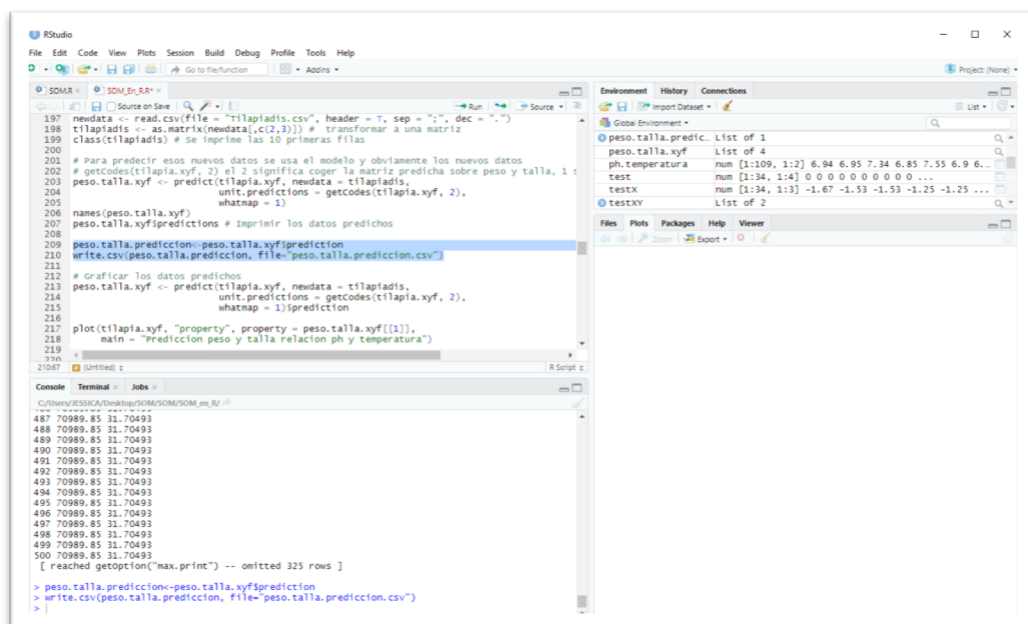 RStudio
File Edit Code View Plots Session Build Debug Profile Tools Help
Go to file/function Addins Project: (None)
SOM.R SOM_En_R.R*
Source on Save Run Source
197 newdata <- read.csv(file = "Tilapiadis.csv", header = T, sep = ";", dec = ".")
198 tilapiadis <- as.matrix(newdata[,c(2,3)]) # transformar a una matriz
199 class(tilapiadis) # Se imprime las 10 primeras filas
200
201 # Para predecir esos nuevos datos se usa el modelo y obviamente los nuevos datos
202 # getCodes(tilapia.xyf, 2) el 2 significa coger la matriz predicha sobre peso y talla, 1 s
203 peso.talla.xyf <- predict(tilapia.xyf, newdata = tilapiadis,
204 unit.predictions = getCodes(tilapia.xyf, 2),
205 whatmap = 1)
206 names(peso.talla.xyf)
207 peso.talla.xyf$predictions # Imprimir los datos predichos
208
209 peso.talla.prediccion<-peso.talla.xyf$prediction
210 write.csv(peso.talla.prediccion, file="peso.talla.prediccion.csv")
211
212 # Graficar los datos predichos
213 peso.talla.xyf <- predict(tilapia.xyf, newdata = tilapiadis,
214 unit.predictions = getCodes(tilapia.xyf, 2),
215 whatmap = 1)$prediction
216
217 plot(tilapia.xyf, "property", property = peso.talla.xyf[[1]],
218 main = "Prediccion peso y talla relacion ph y temperatura")
219
220
210:67 (Untitled) R Script
Console Terminal Jobs
C:/Users/JESSICA/Desktop/SOM/SOM/SOM_en_R/
487 70989.85 31.70493
488 70989.85 31.70493
489 70989.85 31.70493
490 70989.85 31.70493
491 70989.85 31.70493
492 70989.85 31.70493
493 70989.85 31.70493
494 70989.85 31.70493
495 70989.85 31.70493
496 70989.85 31.70493
497 70989.85 31.70493
498 70989.85 31.70493
499 70989.85 31.70493
500 70989.85 31.70493
[ reached getOption("max.print") -- omitted 325 rows ]
> peso.talla.prediccion<-peso.talla.xyf$prediction
> write.csv(peso.talla.prediccion, file="peso.talla.prediccion.csv")
>
Environment History Connections
Import Dataset List
Global Environment
peso.talla.predic… List of 1
peso.talla.xyf List of 4
ph.temperatura num [1:109, 1:2] 6.94 6.95 7.34 6.85 7.55 6.9 6...
test num [1:34, 1:4] 0 0 0 0 0 0 0 0 0 0 ...
testX num [1:34, 1:3] -1.67 -1.53 -1.53 -1.25 -1.25 ...
testXY List of 2
Files Plots Packages Help Viewer
Zoom Export